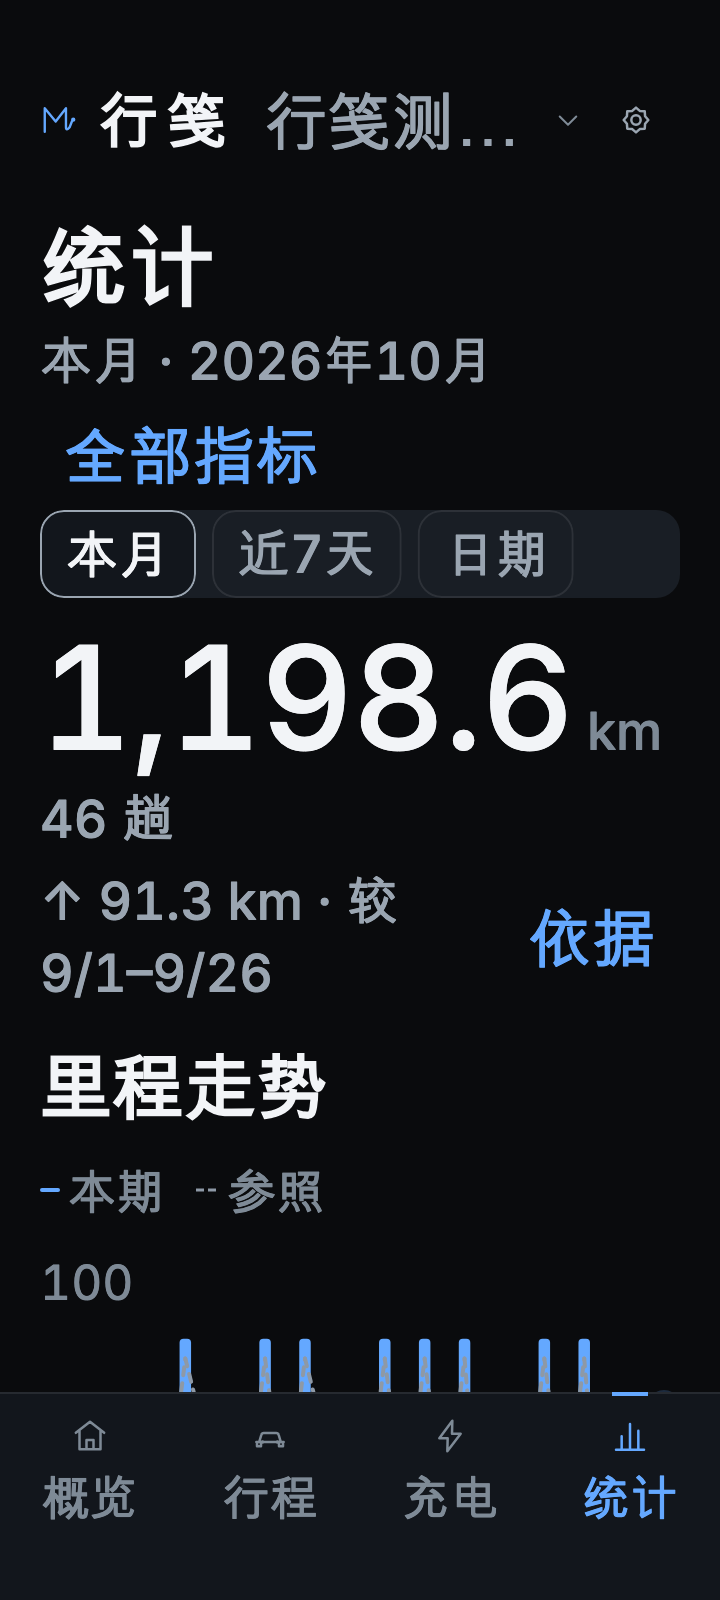 行笺 行笺测...
统计
本月 · 2026年10月
全部指标
本月 近7天 日期
1,198.6 km
46 趟
↑ 91.3 km · 较
9/1–9/26
依据
里程走势
本期 参照
100
概览 行程 充电 统计